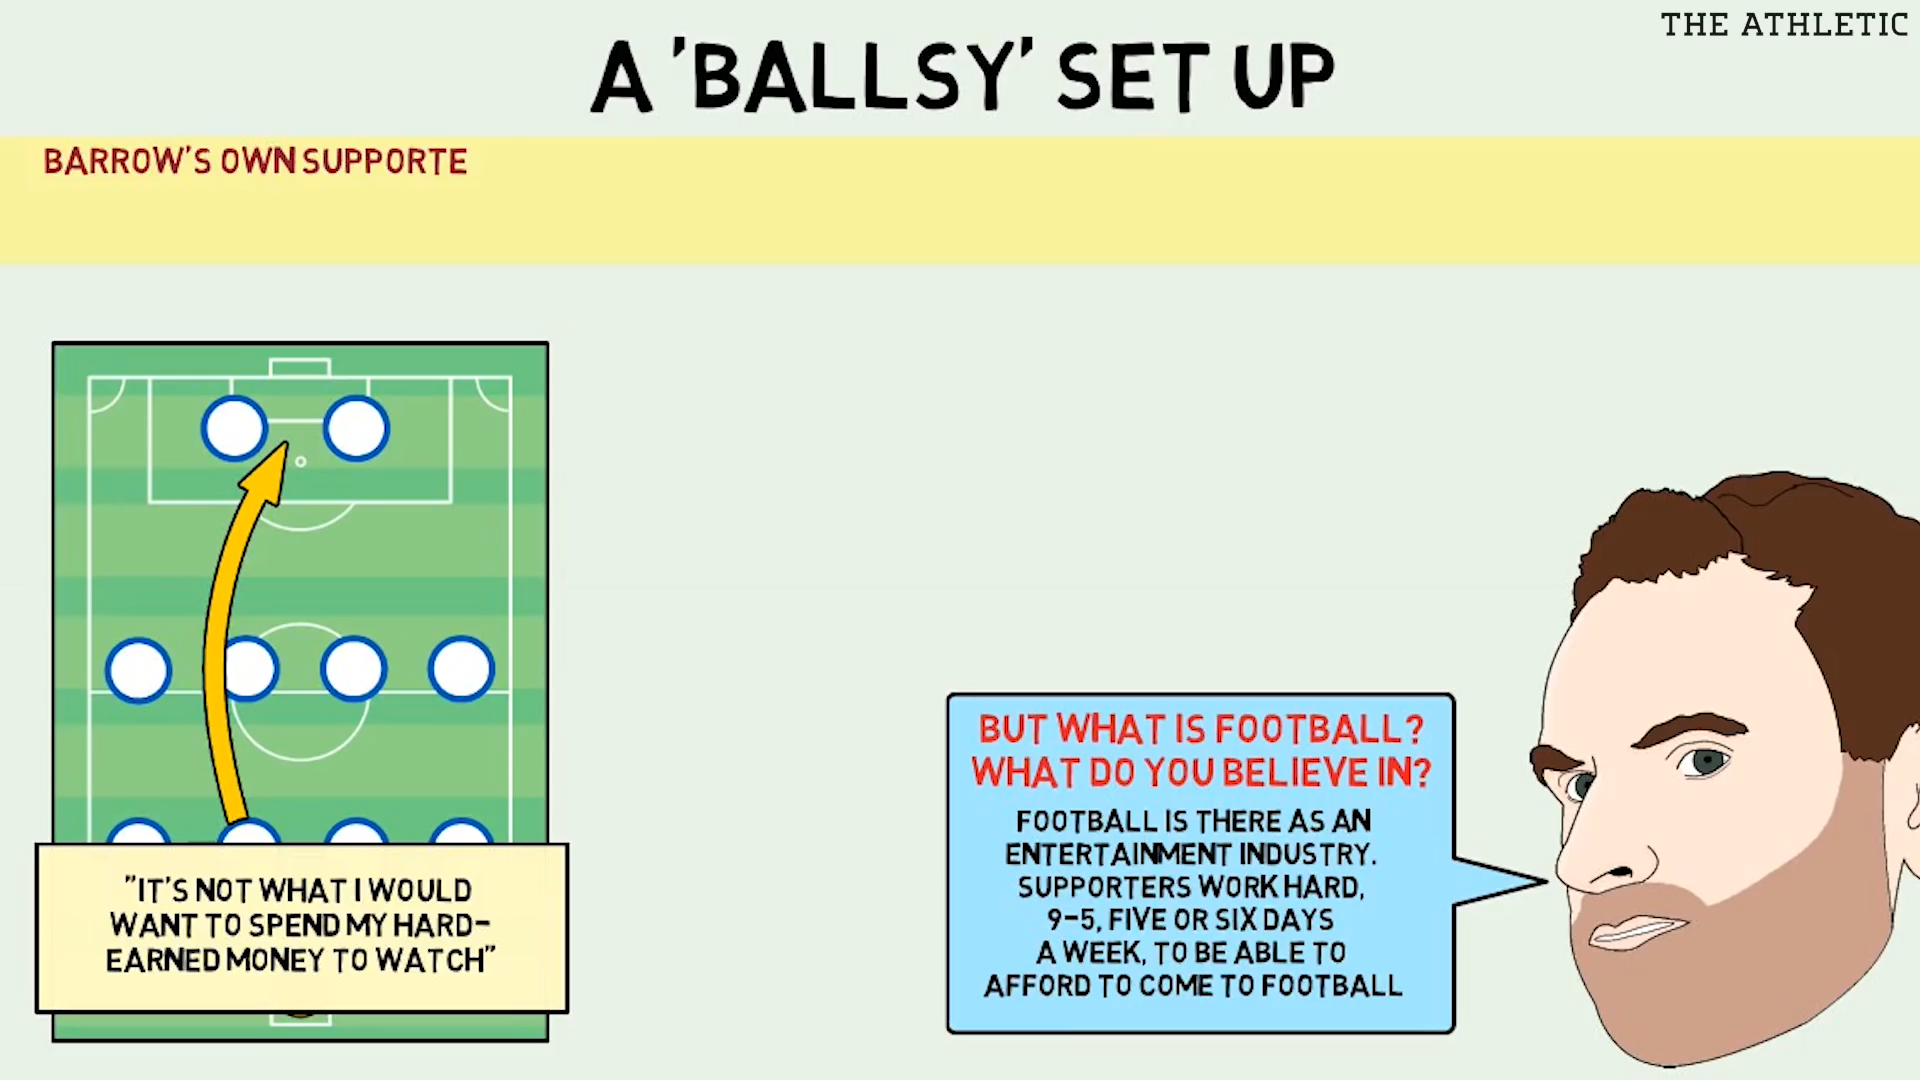 THE ATHLETIC
A 'BALLSY' SET UP
BARROW'S OWN SUPPORTE
"IT'S NOT WHAT I WOULD
WANT TO SPEND MY HARD-
EARNED MONEY TO WATCH"
BUT WHAT IS FOOTBALL?
WHAT DO YOU BELIEVE IN?
FOOTBALL IS THERE AS AN
ENTERTAINMENT INDUSTRY.
SUPPORTERS WORK HARD,
9-5, FIVE OR SIX DAYS
A WEEK, TO BE ABLE TO
AFFORD TO COME TO FOOTBALL